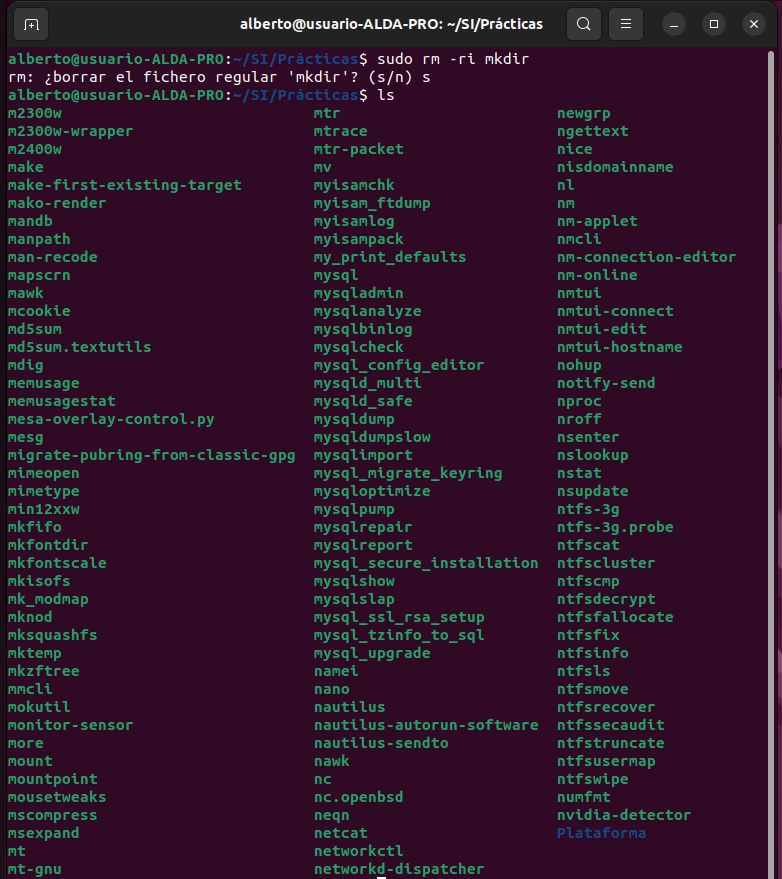 alberto@usuario-ALDA-PRO: ~/SI/Prácticas
alberto@usuario-ALDA-PRO:~/SI/Prácticas$ sudo rm -ri mkdir
rm: ¿borrar el fichero regular 'mkdir'? (s/n) s
alberto@usuario-ALDA-PRO:~/SI/Prácticas$ ls
m2300w mtr newgrp
m2300w-wrapper mtrace ngettext
m2400w mtr-packet nice
make mv nisdomainname
make-first-existing-target myisamchk nl
mako-render myisam_ftdump nm
mandb myisamlog nm-applet
manpath myisampack nmcli
man-recode my_print_defaults nm-connection-editor
mapscrn mysql nm-online
mawk mysqladmin nmtui
mcookie mysqlanalyze nmtui-connect
md5sum mysqlbinlog nmtui-edit
md5sum.textutils mysqlcheck nmtui-hostname
mdig mysql_config_editor nohup
memusage mysqld_multi notify-send
memusagestat mysqld_safe nproc
mesa-overlay-control.py mysqldump nroff
mesg mysqldumpslow nsenter
migrate-pubring-from-classic-gpg mysqlimport nslookup
mimeopen mysql_migrate_keyring nstat
mimetype mysqloptimize nsupdate
min12xxw mysqlpump ntfs-3g
mkfifo mysqlrepair ntfs-3g.probe
mkfontdir mysqlreport ntfscat
mkfontscale mysql_secure_installation ntfscluster
mkisofs mysqlshow ntfscmp
mk_modmap mysqlslap ntfsdecrypt
mknod mysql_ssl_rsa_setup ntfsfallocate
mksquashfs mysql_tzinfo_to_sql ntfsfix
mktemp mysql_upgrade ntfsinfo
mkzftree namei ntfsls
mmcli nano ntfsmove
mokutil nautilus ntfsrecover
monitor-sensor nautilus-autorun-software ntfssecaudit
more nautilus-sendto ntfstruncate
mount nawk ntfsusermap
mountpoint nc ntfswipe
mousetweaks nc.openbsd numfmt
mscompress neqn nvidia-detector
msexpand netcat Plataforma
mt networkctl
mt-gnu networkd-dispatcher